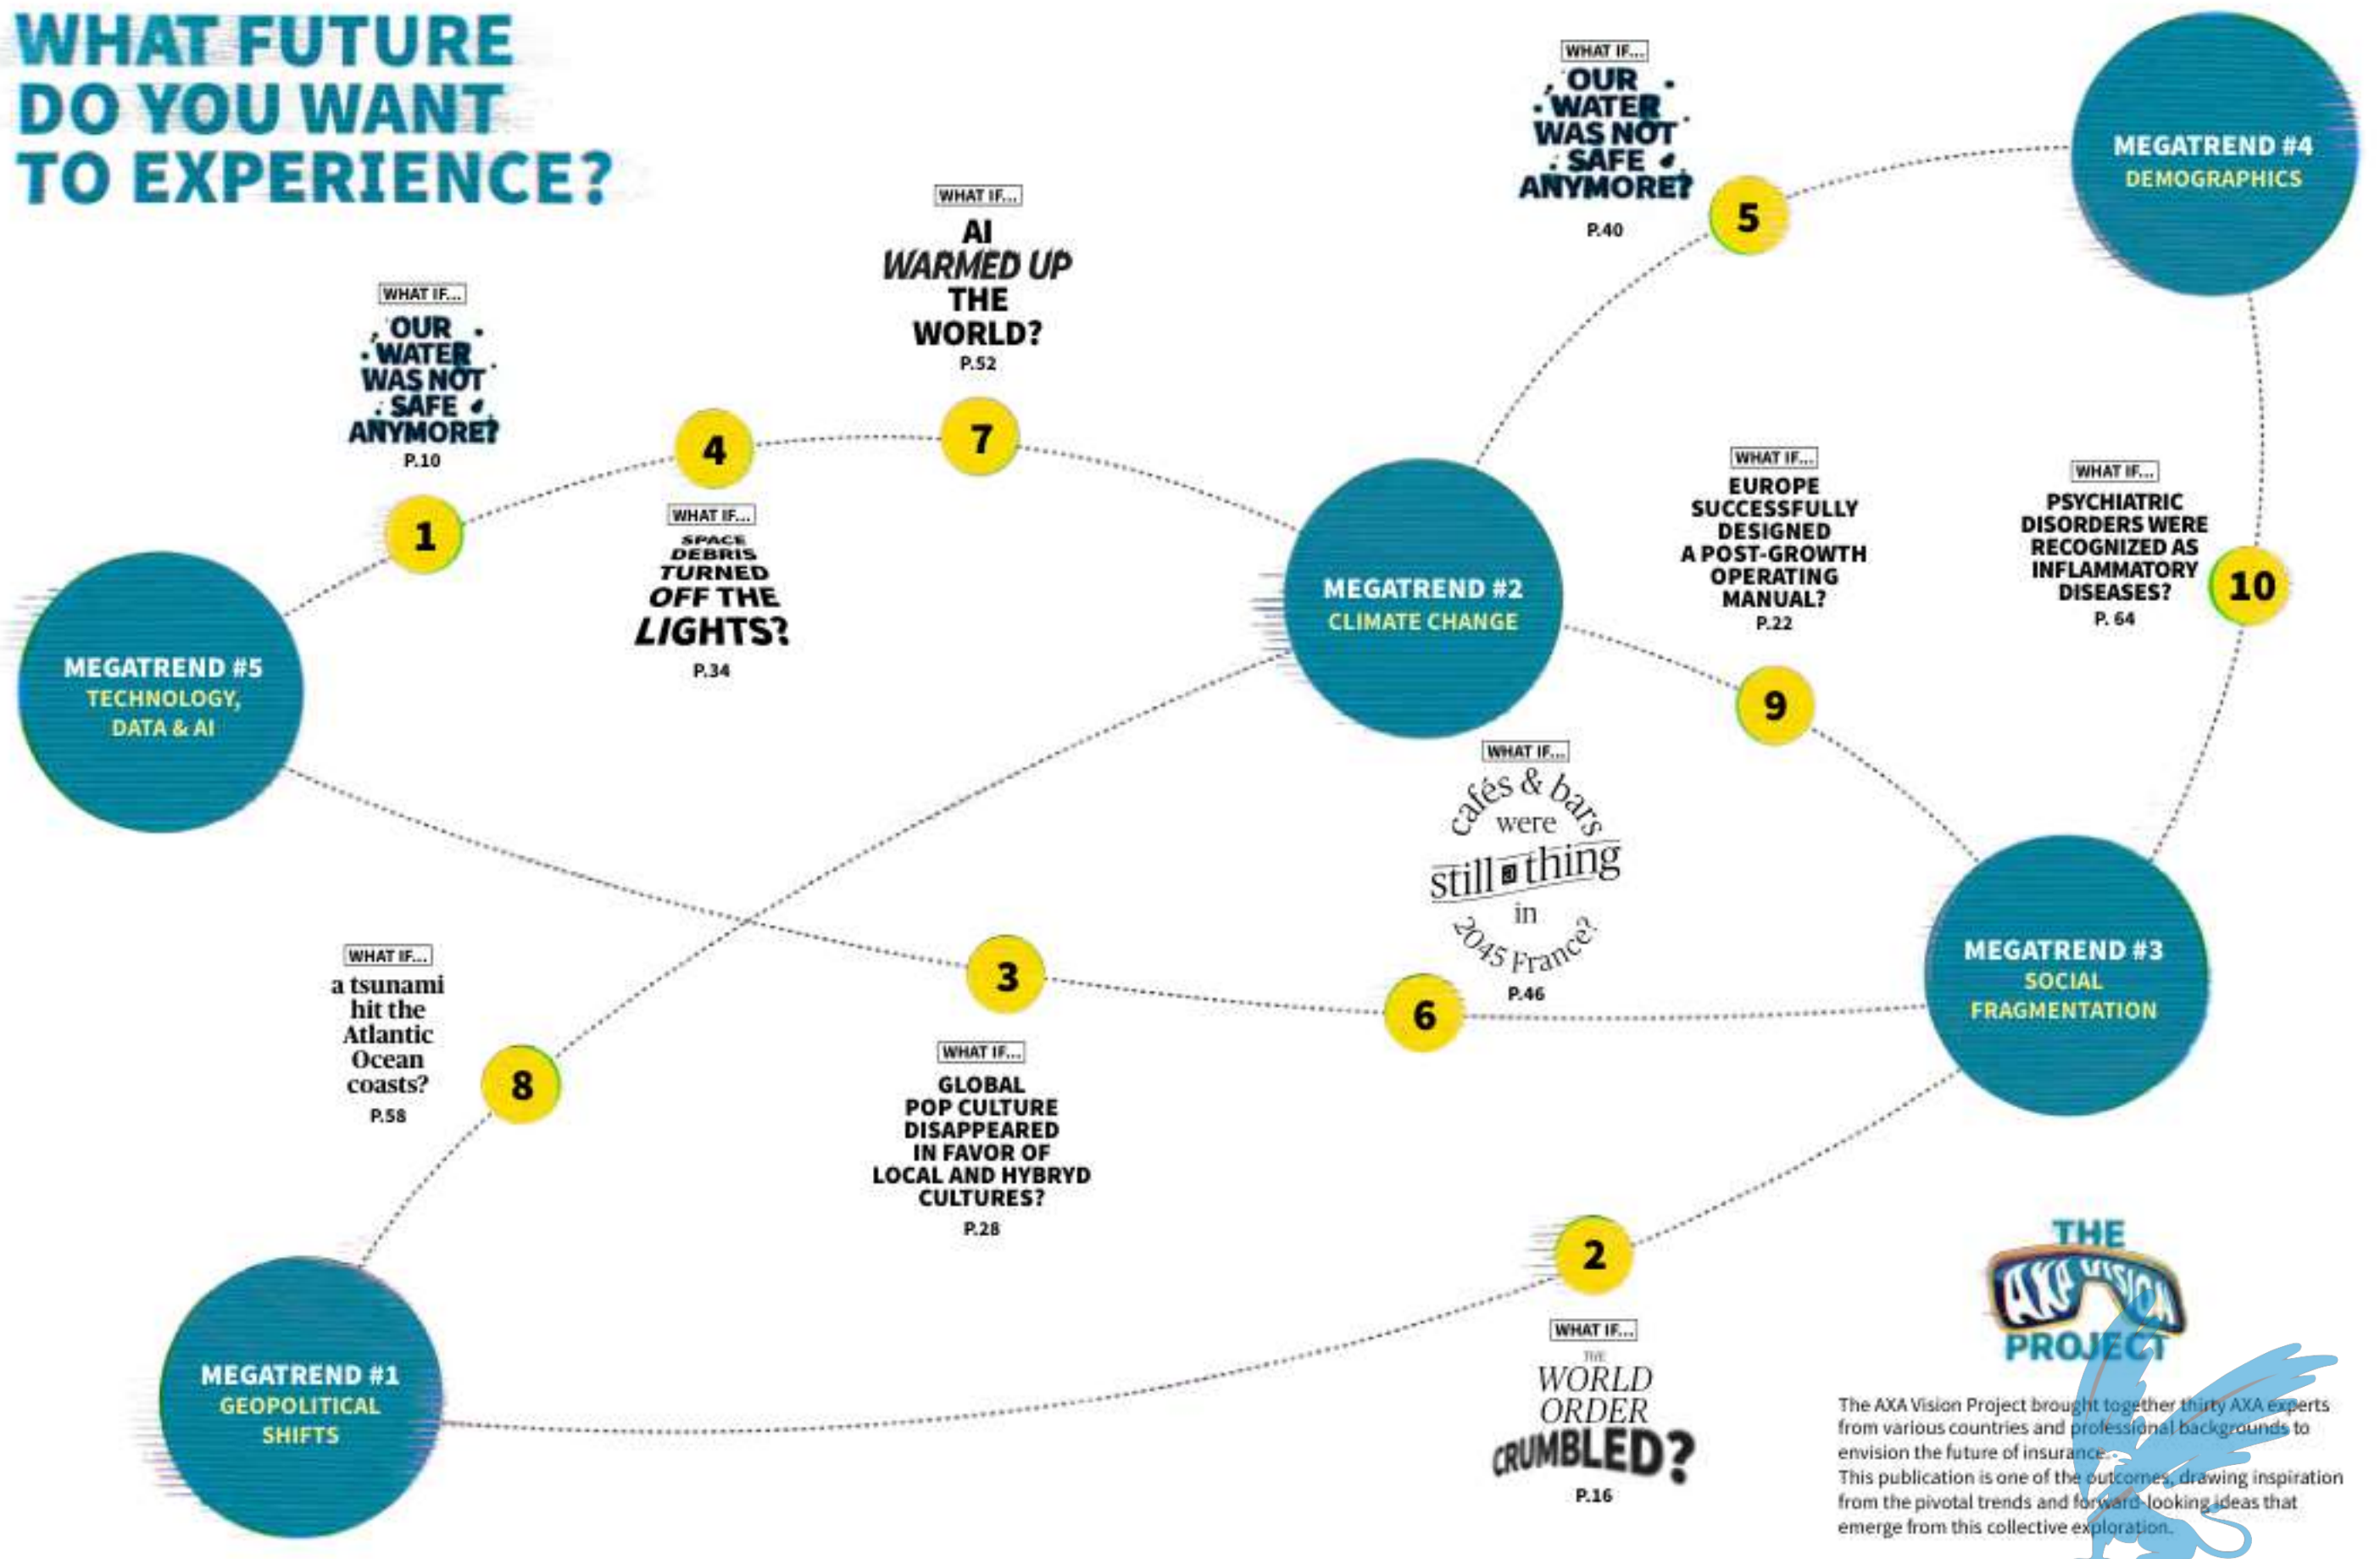 WHAT FUTURE
DO YOU WANT
TO EXPERIENCE?
WHAT IF...
OUR
WATER
WAS NOT
SAFE
ANYMORE?
P.10
1
WHAT IF...
SPACE
DEBRIS
TURNED
OFF THE
LIGHTS?
P.34
4
WHAT IF...
AI
WARMED UP
THE
WORLD?
P.52
7
WHAT IF...
OUR
WATER
WAS NOT
SAFE
ANYMORE?
P.40
5
MEGATREND #4
DEMOGRAPHICS
MEGATREND #5
TECHNOLOGY,
DATA & AI
MEGATREND #2
CLIMATE CHANGE
WHAT IF...
EUROPE
SUCCESSFULLY
DESIGNED
A POST-GROWTH
OPERATING
MANUAL?
P.22
9
WHAT IF...
PSYCHIATRIC
DISORDERS WERE
RECOGNIZED AS
INFLAMMATORY
DISEASES?
P. 64
10
WHAT IF...
cafés & bars
were
still a thing
in
2045 France?
P.46
6
MEGATREND #3
SOCIAL
FRAGMENTATION
WHAT IF...
a tsunami
hit the
Atlantic
Ocean
coasts?
P.58
8
3
WHAT IF...
GLOBAL
POP CULTURE
DISAPPEARED
IN FAVOR OF
LOCAL AND HYBRYD
CULTURES?
P.28
MEGATREND #1
GEOPOLITICAL
SHIFTS
2
WHAT IF...
THE
WORLD
ORDER
CRUMBLED?
P.16
THE
AXA VISION
PROJECT
The AXA Vision Project brought together thirty AXA experts
from various countries and professional backgrounds to
envision the future of insurance.
This publication is one of the outcomes, drawing inspiration
from the pivotal trends and forward-looking ideas that
emerge from this collective exploration.